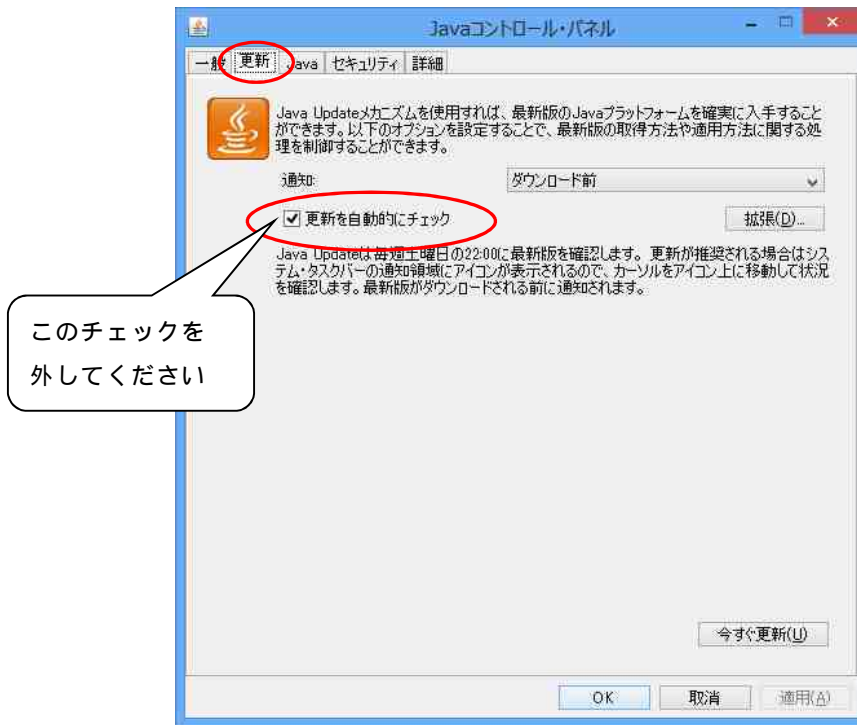 Javaコントロール・パネル
一般 更新 Java セキュリティ 詳細
Java Updateメカニズムを使用すれば、最新版のJavaプラットフォームを確実に入手すること
ができます。以下のオプションを設定することで、最新版の取得方法や適用方法に関する処
理を制御することができます。
通知: ダウンロード前
更新を自動的にチェック 拡張(D)...
Java Updateは毎週土曜日の22:00に最新版を確認します。更新が推奨される場合はシス
テム・タスクバーの通知領域にアイコンが表示されるので、カーソルをアイコン上に移動して状況
を確認します。最新版がダウンロードされる前に通知されます。
このチェックを
外してください
今すぐ更新(U)
OK 取消 適用(A)